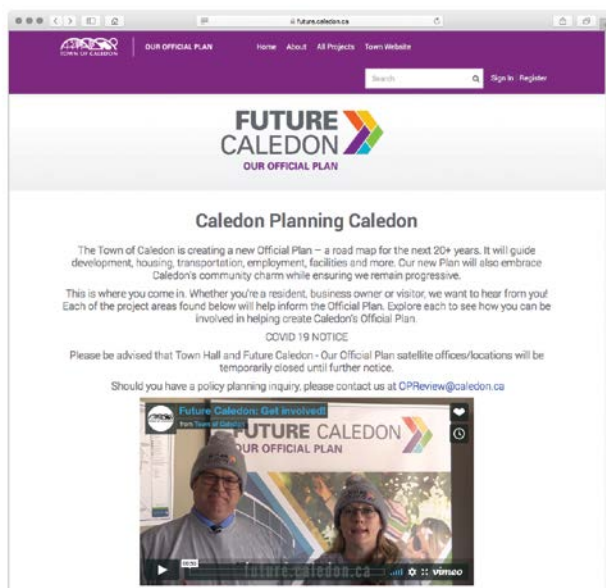 future.caledon.ca
TOWN OF CALEDON
OUR OFFICIAL PLAN
Home About All Projects Town Website
Search
Sign In Register
FUTURE
CALEDON
OUR OFFICIAL PLAN
Caledon Planning Caledon
The Town of Caledon is creating a new Official Plan – a road map for the next 20+ years. It will guide
development, housing, transportation, employment, facilities and more. Our new Plan will also embrace
Caledon's community charm while ensuring we remain progressive.
This is where you come in. Whether you're a resident, business owner or visitor, we want to hear from you!
Each of the project areas found below will help inform the Official Plan. Explore each to see how you can be
involved in helping create Caledon's Official Plan.
COVID 19 NOTICE
Please be advised that Town Hall and Future Caledon - Our Official Plan satellite offices/locations will be
temporarily closed until further notice.
Should you have a policy planning inquiry, please contact us at OPReview@caledon.ca
Future Caledon: Get involved!
from Town of Caledon
FUTURE CALEDON
OUR OFFICIAL PLAN
future.caledon.ca
vimeo